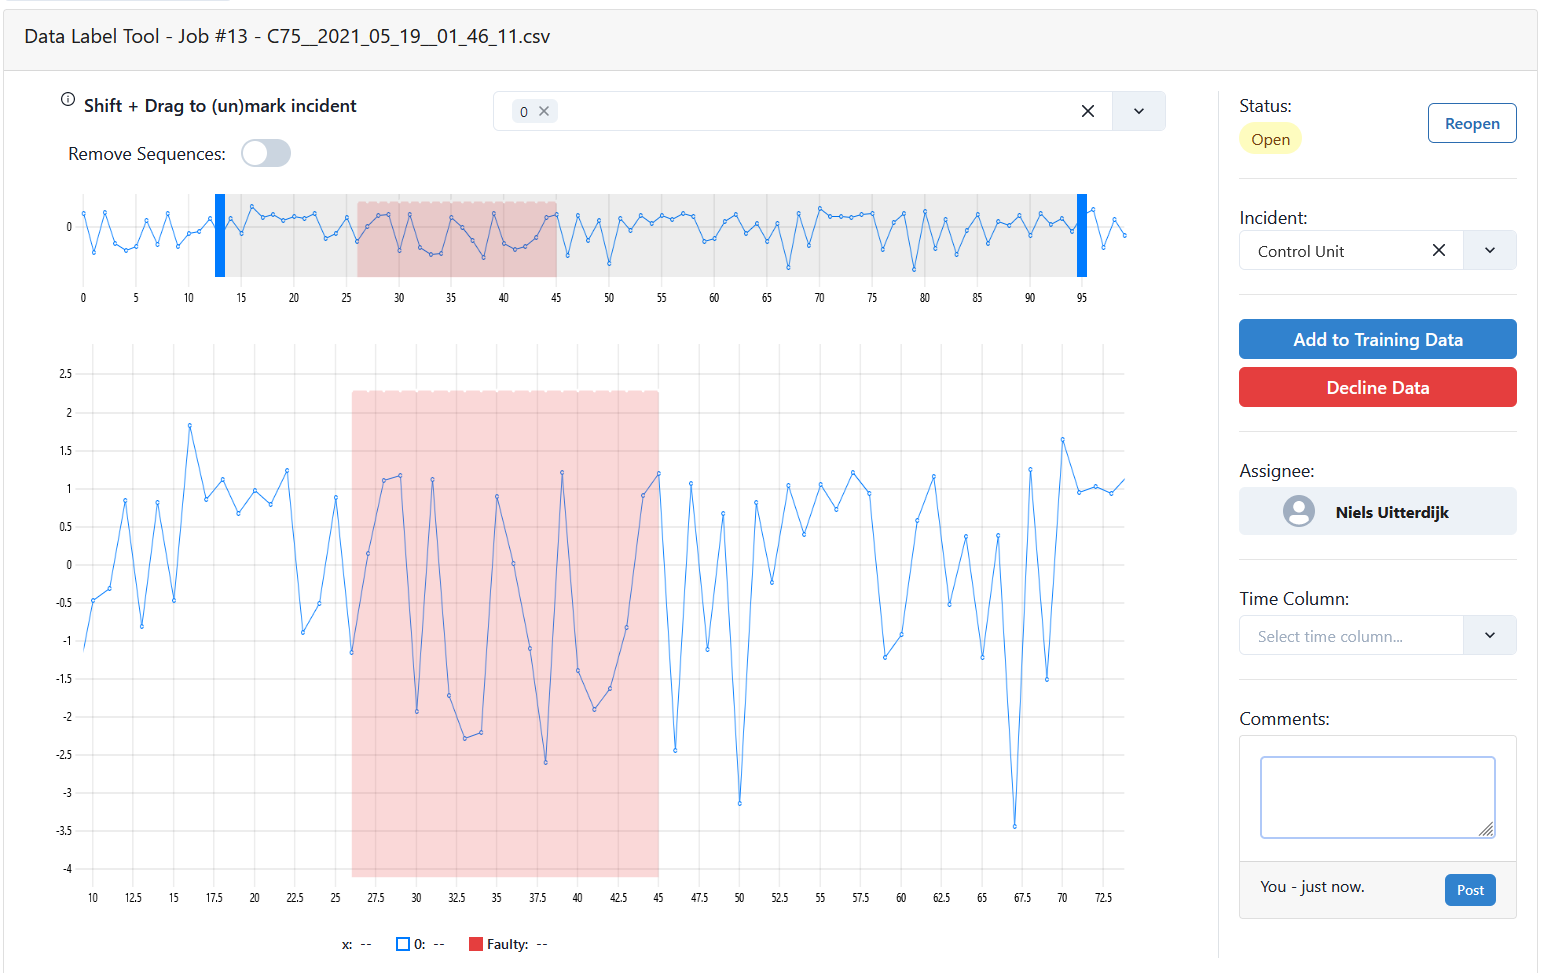 Data Label Tool - Job #13 - C75__2021_05_19__01_46_11.csv
Shift + Drag to (un)mark incident
0
Remove Sequences:
0
0 5 10 15 20 25 30 35 40 45 50 55 60 65 70 75 80 85 90 95
2.5
2
1.5
1
0.5
0
-0.5
-1
-1.5
-2
-2.5
-3
-3.5
-4
10 12.5 15 17.5 20 22.5 25 27.5 30 32.5 35 37.5 40 42.5 45 47.5 50 52.5 55 57.5 60 62.5 65 67.5 70 72.5
x: -- 0: -- Faulty: --
Status:
Open
Reopen
Incident:
Control Unit
Add to Training Data
Decline Data
Assignee:
Niels Uitterdijk
Time Column:
Select time column...
Comments:
You - just now.
Post